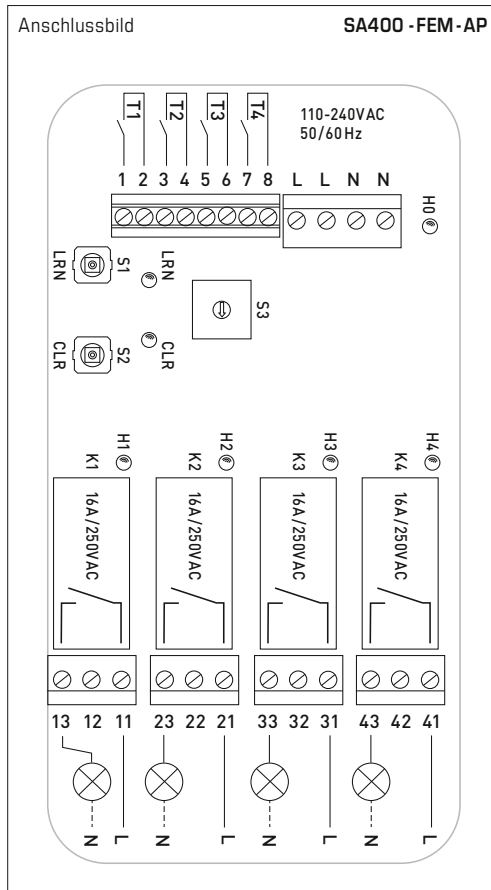 Anschlussbild SA400 -FEM-AP
T1 T2 T3 T4
110-240VAC
50/60Hz
1 2 3 4 5 6 7 8
L L N N
H0
LRN S1 LRN
S3
CLR S2 CLR
K1 H1 K2 H2 K3 H3 K4 H4
16A/250VAC 16A/250VAC 16A/250VAC 16A/250VAC
13 12 11 23 22 21 33 32 31 43 42 41
N L N L N L N L